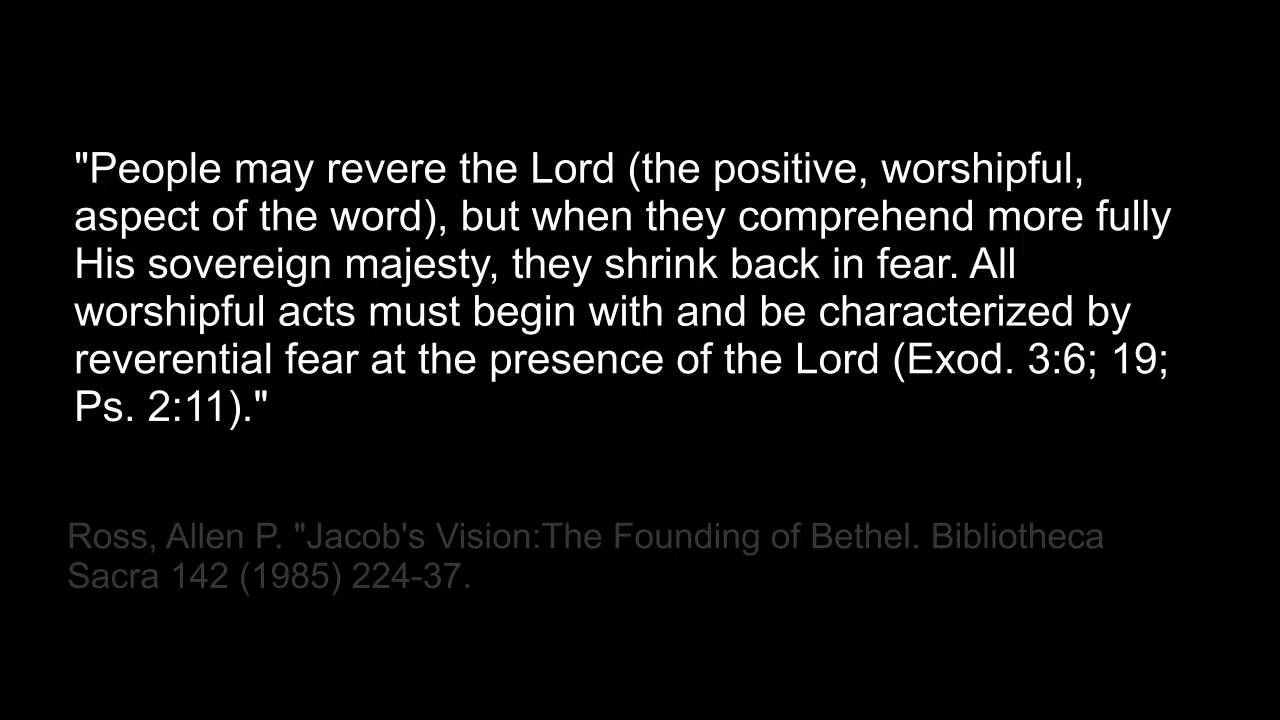 "People may revere the Lord (the positive, worshipful,
aspect of the word), but when they comprehend more fully
His sovereign majesty, they shrink back in fear. All
worshipful acts must begin with and be characterized by
reverential fear at the presence of the Lord (Exod. 3:6; 19;
Ps. 2:11)."
Ross, Allen P. "Jacob's Vision:The Founding of Bethel. Bibliotheca
Sacra 142 (1985) 224-37.